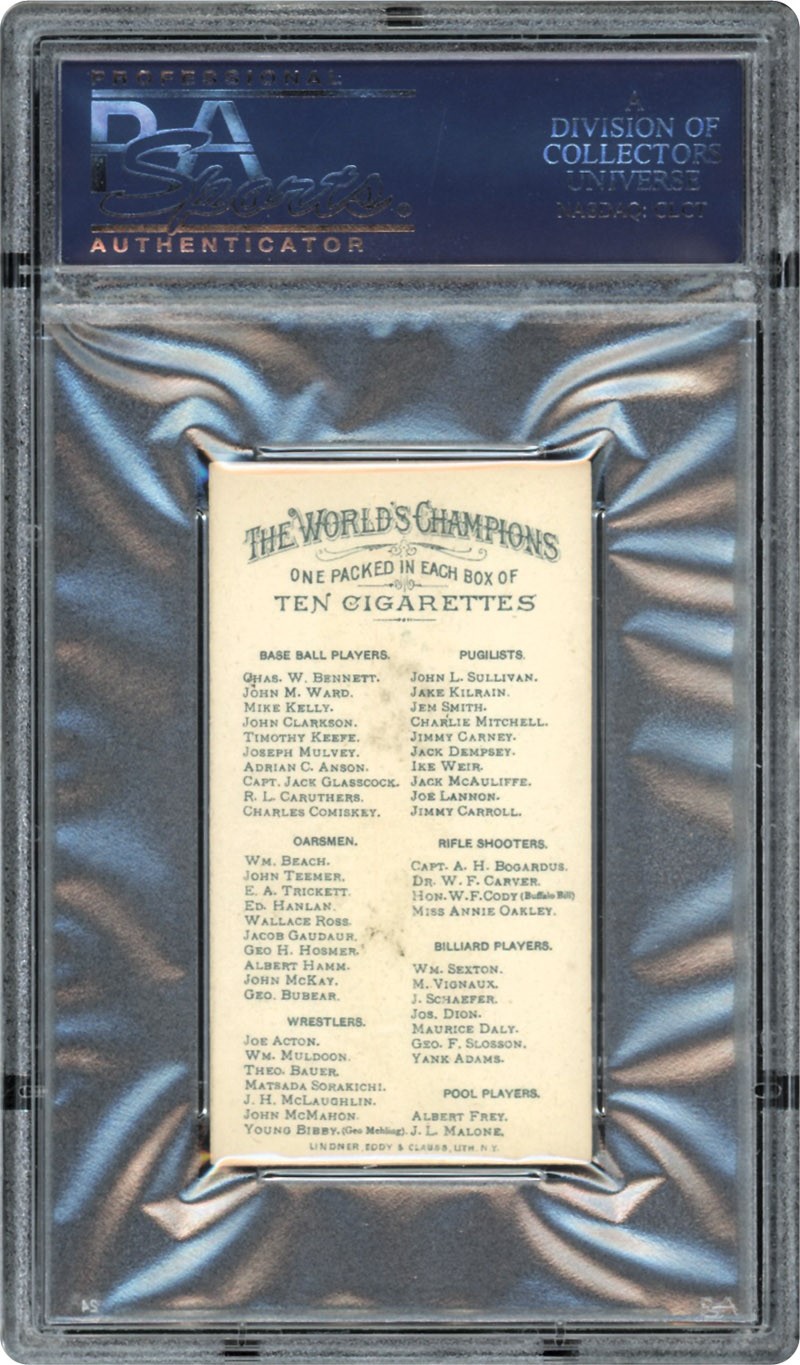 PROFESSIONAL
PSA
Sports
AUTHENTICATOR
A
DIVISION OF
COLLECTORS
UNIVERSE
NASDAQ: CLCT
THE WORLD'S CHAMPIONS
ONE PACKED IN EACH BOX OF
TEN CIGARETTES
BASE BALL PLAYERS.
CHAS. W. BENNETT.
JOHN M. WARD.
MIKE KELLY.
JOHN CLARKSON.
TIMOTHY KEEFE.
JOSEPH MULVEY.
ADRIAN C. ANSON.
CAPT. JACK GLASSCOCK.
R. L. CARUTHERS.
CHARLES COMISKEY.
OARSMEN.
WM. BEACH.
JOHN TEEMER.
E. A. TRICKETT.
ED. HANLAN.
WALLACE ROSS.
JACOB GAUDAUR.
GEO H. HOSMER.
ALBERT HAMM.
JOHN MCKAY.
GEO. BUBEAR.
WRESTLERS.
JOE ACTON.
WM. MULDOON.
THEO. BAUER.
MATSADA SORAKICHI.
J. H. MCLAUGHLIN.
JOHN MCMAHON.
YOUNG BIBBY. (Geo Mehling).
PUGILISTS.
JOHN L. SULLIVAN.
JAKE KILRAIN.
JEM SMITH.
CHARLIE MITCHELL.
JIMMY CARNEY.
JACK DEMPSEY.
IKE WEIR.
JACK MCAULIFFE.
JOE LANNON.
JIMMY CARROLL.
RIFLE SHOOTERS.
CAPT. A. H. BOGARDUS.
DR. W. F. CARVER.
HON. W. F. CODY (Buffalo Bill)
MISS ANNIE OAKLEY.
BILLIARD PLAYERS.
WM. SEXTON.
M. VIGNAUX.
J. SCHAEFER.
JOS. DION.
MAURICE DALY.
GEO. F. SLOSSON.
YANK ADAMS.
POOL PLAYERS.
ALBERT FREY.
J. L. MALONE.
LINDNER, EDDY & CLAUSS, LITH. N.Y.